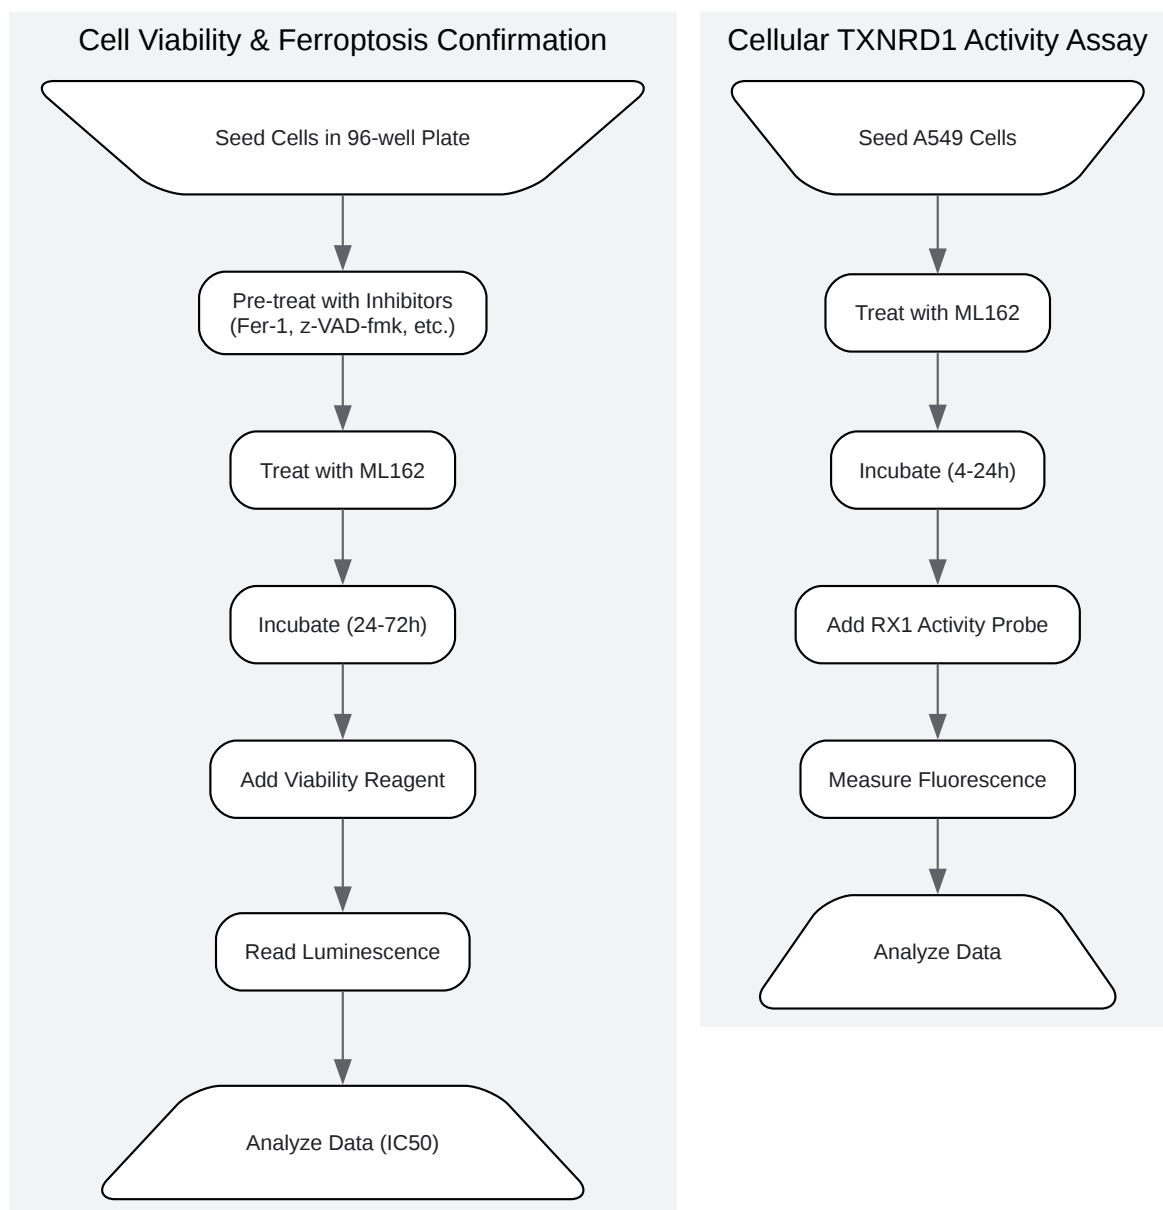 Cell Viability & Ferroptosis Confirmation
Seed Cells in 96-well Plate
Pre-treat with Inhibitors
(Fer-1, z-VAD-fmk, etc.)
Treat with ML162
Incubate (24-72h)
Add Viability Reagent
Read Luminescence
Analyze Data (IC50)
Cellular TXNRD1 Activity Assay
Seed A549 Cells
Treat with ML162
Incubate (4-24h)
Add RX1 Activity Probe
Measure Fluorescence
Analyze Data